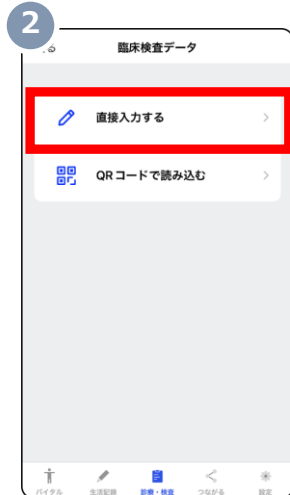 2
る
臨床検査データ
直接入力する
QRコードで読み込む
バイタル 生活記録 診療・検査 つながる 設定